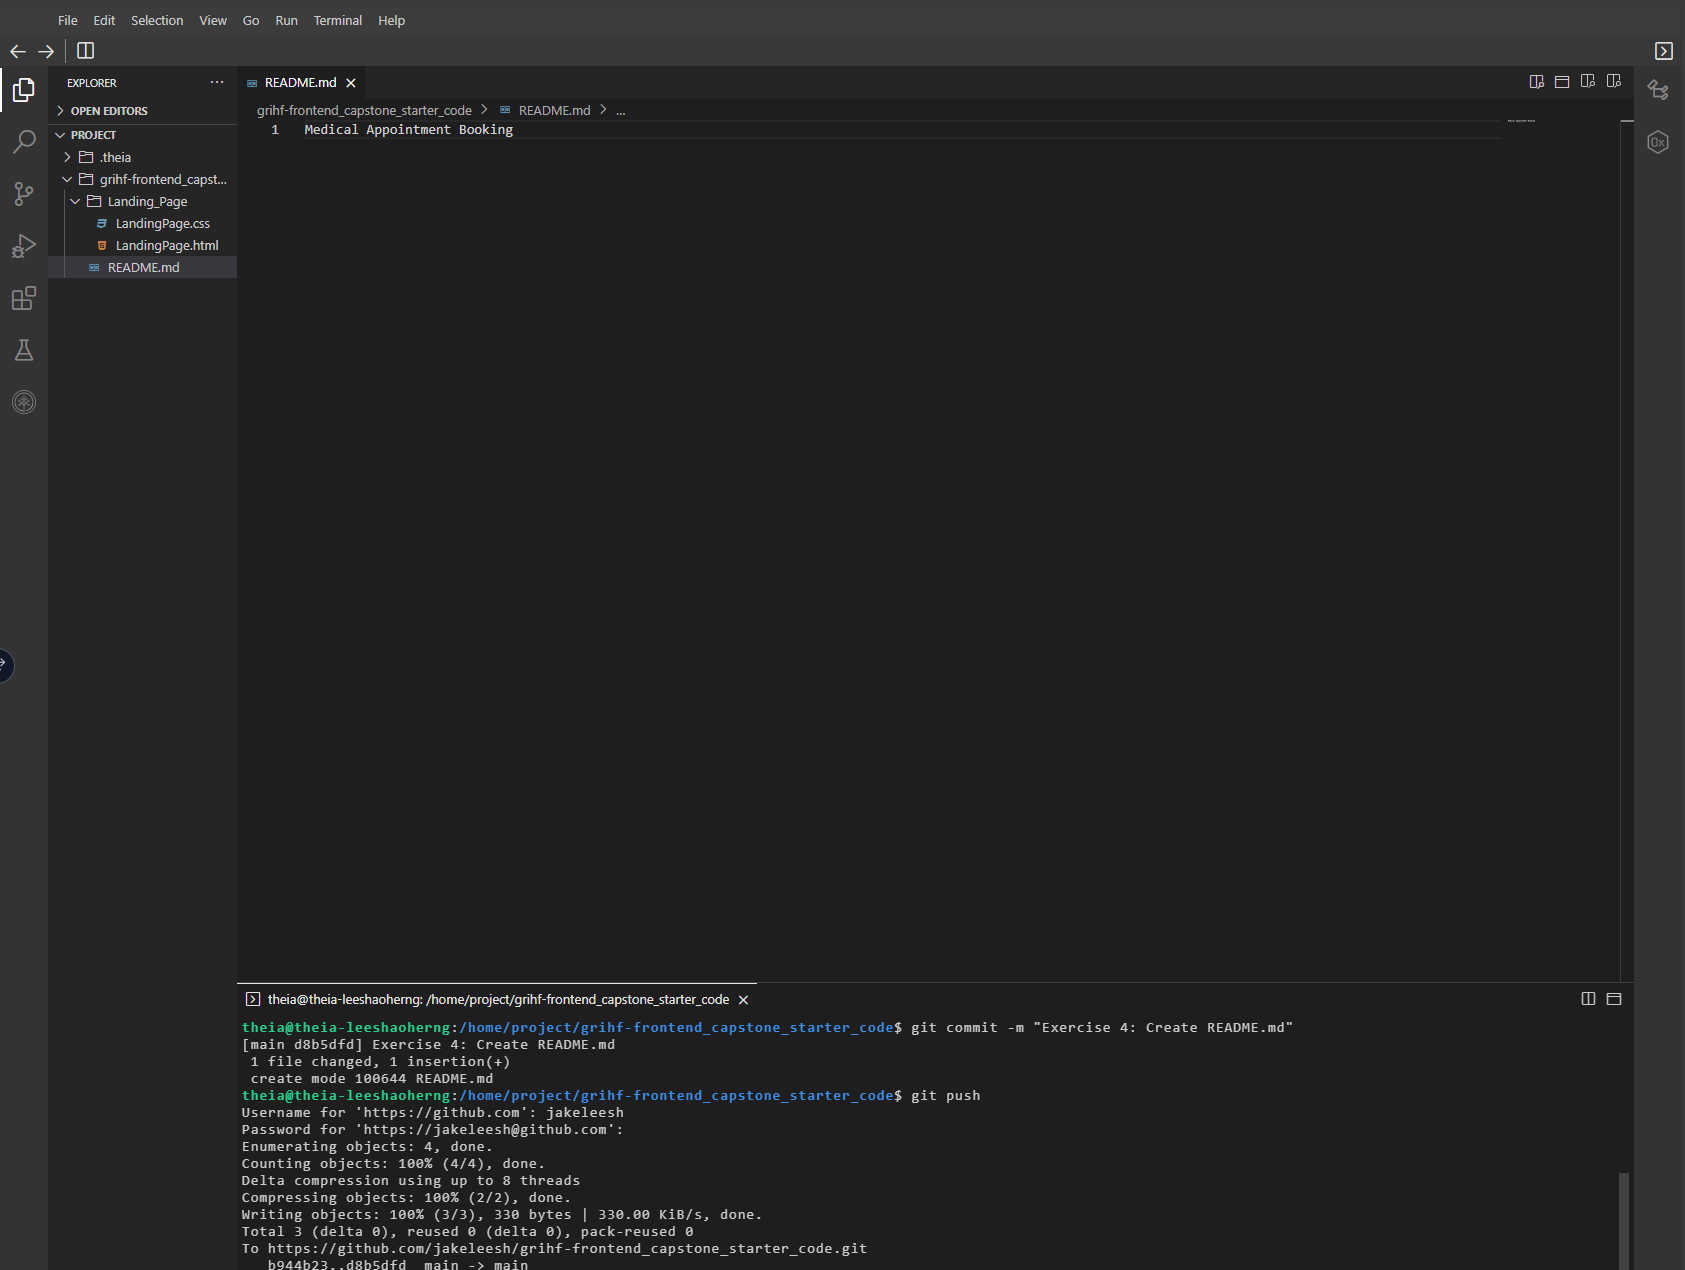 File Edit Selection View Go Run Terminal Help
EXPLORER
OPEN EDITORS
PROJECT
.theia
grihf-frontend_capst...
Landing_Page
LandingPage.css
LandingPage.html
README.md
README.md
grihf-frontend_capstone_starter_code > README.md > ...
1 Medical Appointment Booking
theia@theia-leeshaoherng: /home/project/grihf-frontend_capstone_starter_code
theia@theia-leeshaoherng:/home/project/grihf-frontend_capstone_starter_code$ git commit -m "Exercise 4: Create README.md"
[main d8b5dfd] Exercise 4: Create README.md
1 file changed, 1 insertion(+)
create mode 100644 README.md
theia@theia-leeshaoherng:/home/project/grihf-frontend_capstone_starter_code$ git push
Username for 'https://github.com': jakeleesh
Password for 'https://jakeleesh@github.com':
Enumerating objects: 4, done.
Counting objects: 100% (4/4), done.
Delta compression using up to 8 threads
Compressing objects: 100% (2/2), done.
Writing objects: 100% (3/3), 330 bytes | 330.00 KiB/s, done.
Total 3 (delta 0), reused 0 (delta 0), pack-reused 0
To https://github.com/jakeleesh/grihf-frontend_capstone_starter_code.git
b944b23..d8b5dfd main -> main